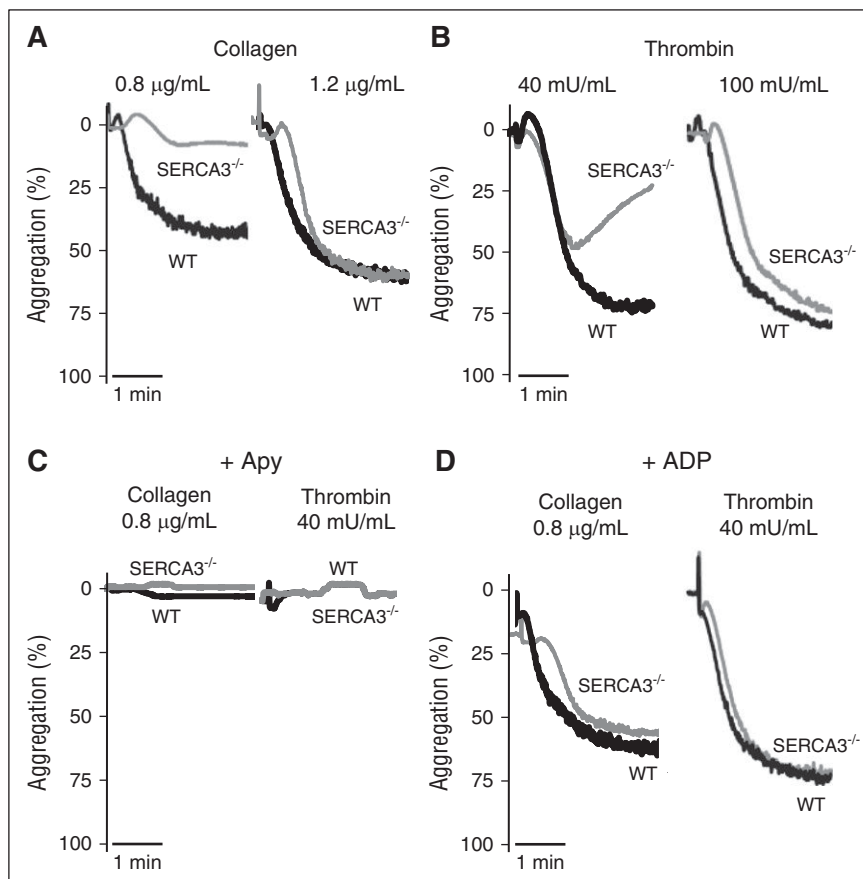 A
Collagen
0.8 µg/mL
1.2 µg/mL
0
25
50
75
100
Aggregation (%)
SERCA3-/-
WT
SERCA3-/-
WT
1 min
B
Thrombin
40 mU/mL
100 mU/mL
0
25
50
75
100
Aggregation (%)
SERCA3-/-
WT
SERCA3-/-
WT
1 min
C
+ Apy
Collagen
0.8 µg/mL
Thrombin
40 mU/mL
0
25
50
75
100
Aggregation (%)
SERCA3-/-
WT
WT
SERCA3-/-
1 min
D
+ ADP
Collagen
0.8 µg/mL
Thrombin
40 mU/mL
0
25
50
75
100
Aggregation (%)
SERCA3-/-
WT
SERCA3-/-
WT
1 min